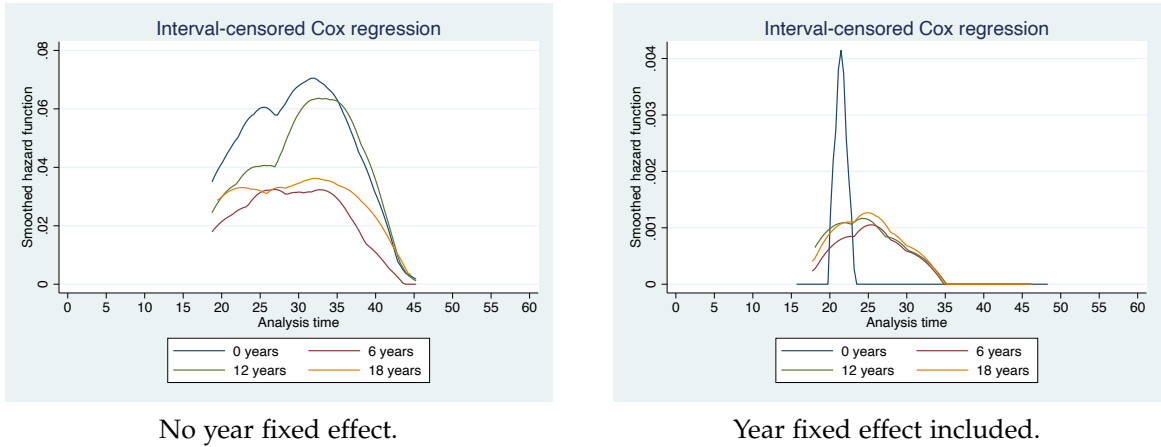 Interval-censored Cox regression
Smoothed hazard function
.08
.06
.04
.02
0
0 5 10 15 20 25 30 35 40 45 50 55 60
Analysis time
0 years 6 years
12 years 18 years
No year fixed effect.
Interval-censored Cox regression
Smoothed hazard function
.004
.003
.002
.001
0
0 5 10 15 20 25 30 35 40 45 50 55 60
Analysis time
0 years 6 years
12 years 18 years
Year fixed effect included.